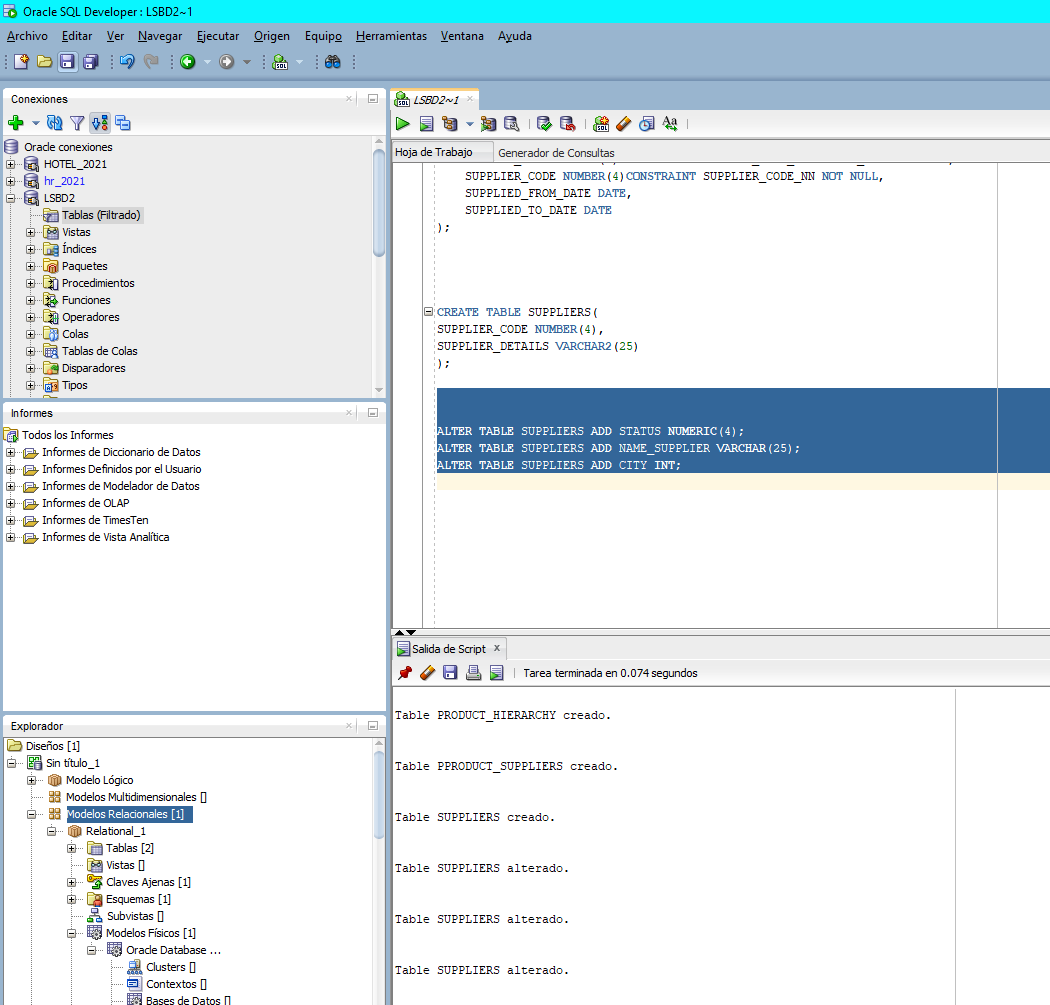 Oracle SQL Developer : LSBD2~1
Archivo Editar Ver Navegar Ejecutar Origen Equipo Herramientas Ventana Ayuda
Conexiones
Oracle conexiones
HOTEL_2021
hr_2021
LSBD2
Tablas (Filtrado)
Vistas
Índices
Paquetes
Procedimientos
Funciones
Operadores
Colas
Tablas de Colas
Disparadores
Tipos
Informes
Todos los Informes
Informes de Diccionario de Datos
Informes Definidos por el Usuario
Informes de Modelador de Datos
Informes de OLAP
Informes de TimesTen
Informes de Vista Analítica
Explorador
Diseños [1]
Sin título_1
Modelo Lógico
Modelos Multidimensionales []
Modelos Relacionales [1]
Relational_1
Tablas [2]
Vistas []
Claves Ajenas [1]
Esquemas [1]
Subvistas []
Modelos Físicos [1]
Oracle Database ...
Clusters []
Contextos []
Bases de Datos []
LSBD2~1
Hoja de Trabajo Generador de Consultas
SUPPLIER_CODE NUMBER(4)CONSTRAINT SUPPLIER_CODE_NN NOT NULL,
SUPPLIED_FROM_DATE DATE,
SUPPLIED_TO_DATE DATE
);
CREATE TABLE SUPPLIERS(
SUPPLIER_CODE NUMBER(4),
SUPPLIER_DETAILS VARCHAR2(25)
);
ALTER TABLE SUPPLIERS ADD STATUS NUMERIC(4);
ALTER TABLE SUPPLIERS ADD NAME_SUPPLIER VARCHAR(25);
ALTER TABLE SUPPLIERS ADD CITY INT;
Salida de Script
Tarea terminada en 0.074 segundos
Table PRODUCT_HIERARCHY creado.
Table PPRODUCT_SUPPLIERS creado.
Table SUPPLIERS creado.
Table SUPPLIERS alterado.
Table SUPPLIERS alterado.
Table SUPPLIERS alterado.